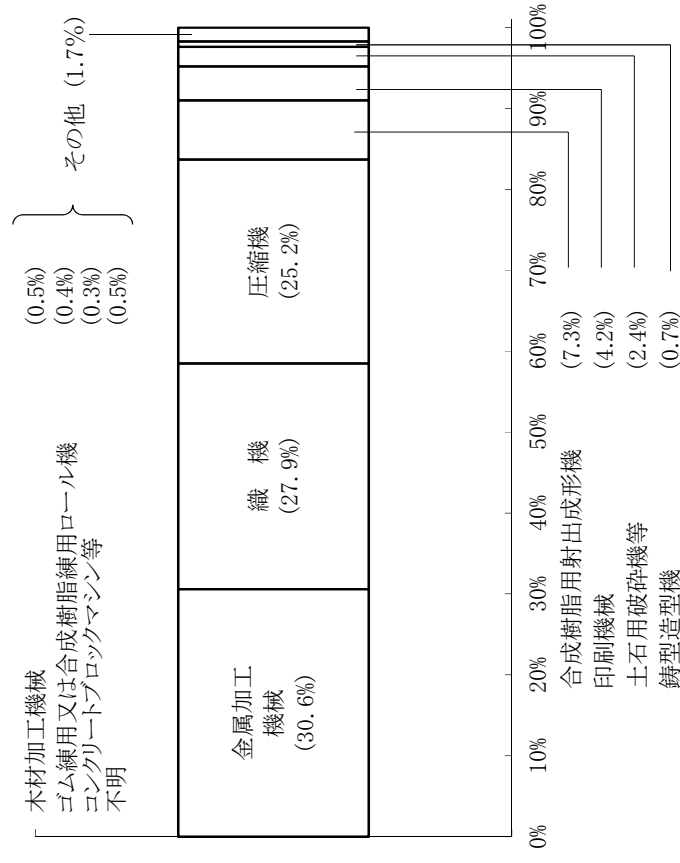 木材加工機械 (0.5%)
ゴム練用又は合成樹脂練用ロール機 (0.4%)
コンクリートブロックマシン等 (0.3%)
不明 (0.5%)
その他 (1.7%)
金属加工
機械
(30.6%)
織 機
(27.9%)
圧縮機
(25.2%)
0% 10% 20% 30% 40% 50% 60% 70% 80% 90% 100%
合成樹脂用射出成形機 (7.3%)
印刷機械 (4.2%)
土石用破砕機等 (2.4%)
鋳型造型機 (0.7%)